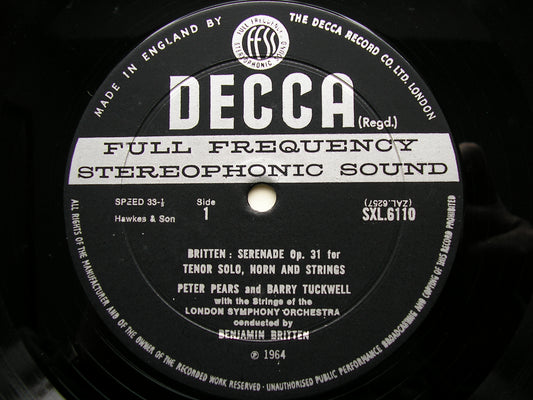 MADE IN ENGLAND BY
THE DECCA RECORD CO. LTD. LONDON
FULL FREQUENCY
FFSS
STEREOPHONIC SOUND
DECCA
(Regd.)
FULL FREQUENCY
STEREOPHONIC SOUND
SPEED 33-⅓
Side
1
(ZAL.6257)
SXL.6110
Hawkes & Son
BRITTEN: SERENADE Op. 31 for
TENOR SOLO, HORN AND STRINGS
PETER PEARS and BARRY TUCKWELL
with the Strings of the
LONDON SYMPHONY ORCHESTRA
conducted by
BENJAMIN BRITTEN
℗ 1964
ALL RIGHTS OF THE MANUFACTURER AND OF THE OWNER OF THE RECORDED WORK RESERVED · UNAUTHORISED PUBLIC PERFORMANCE BROADCASTING AND COPYING OF THIS RECORD PROHIBITED